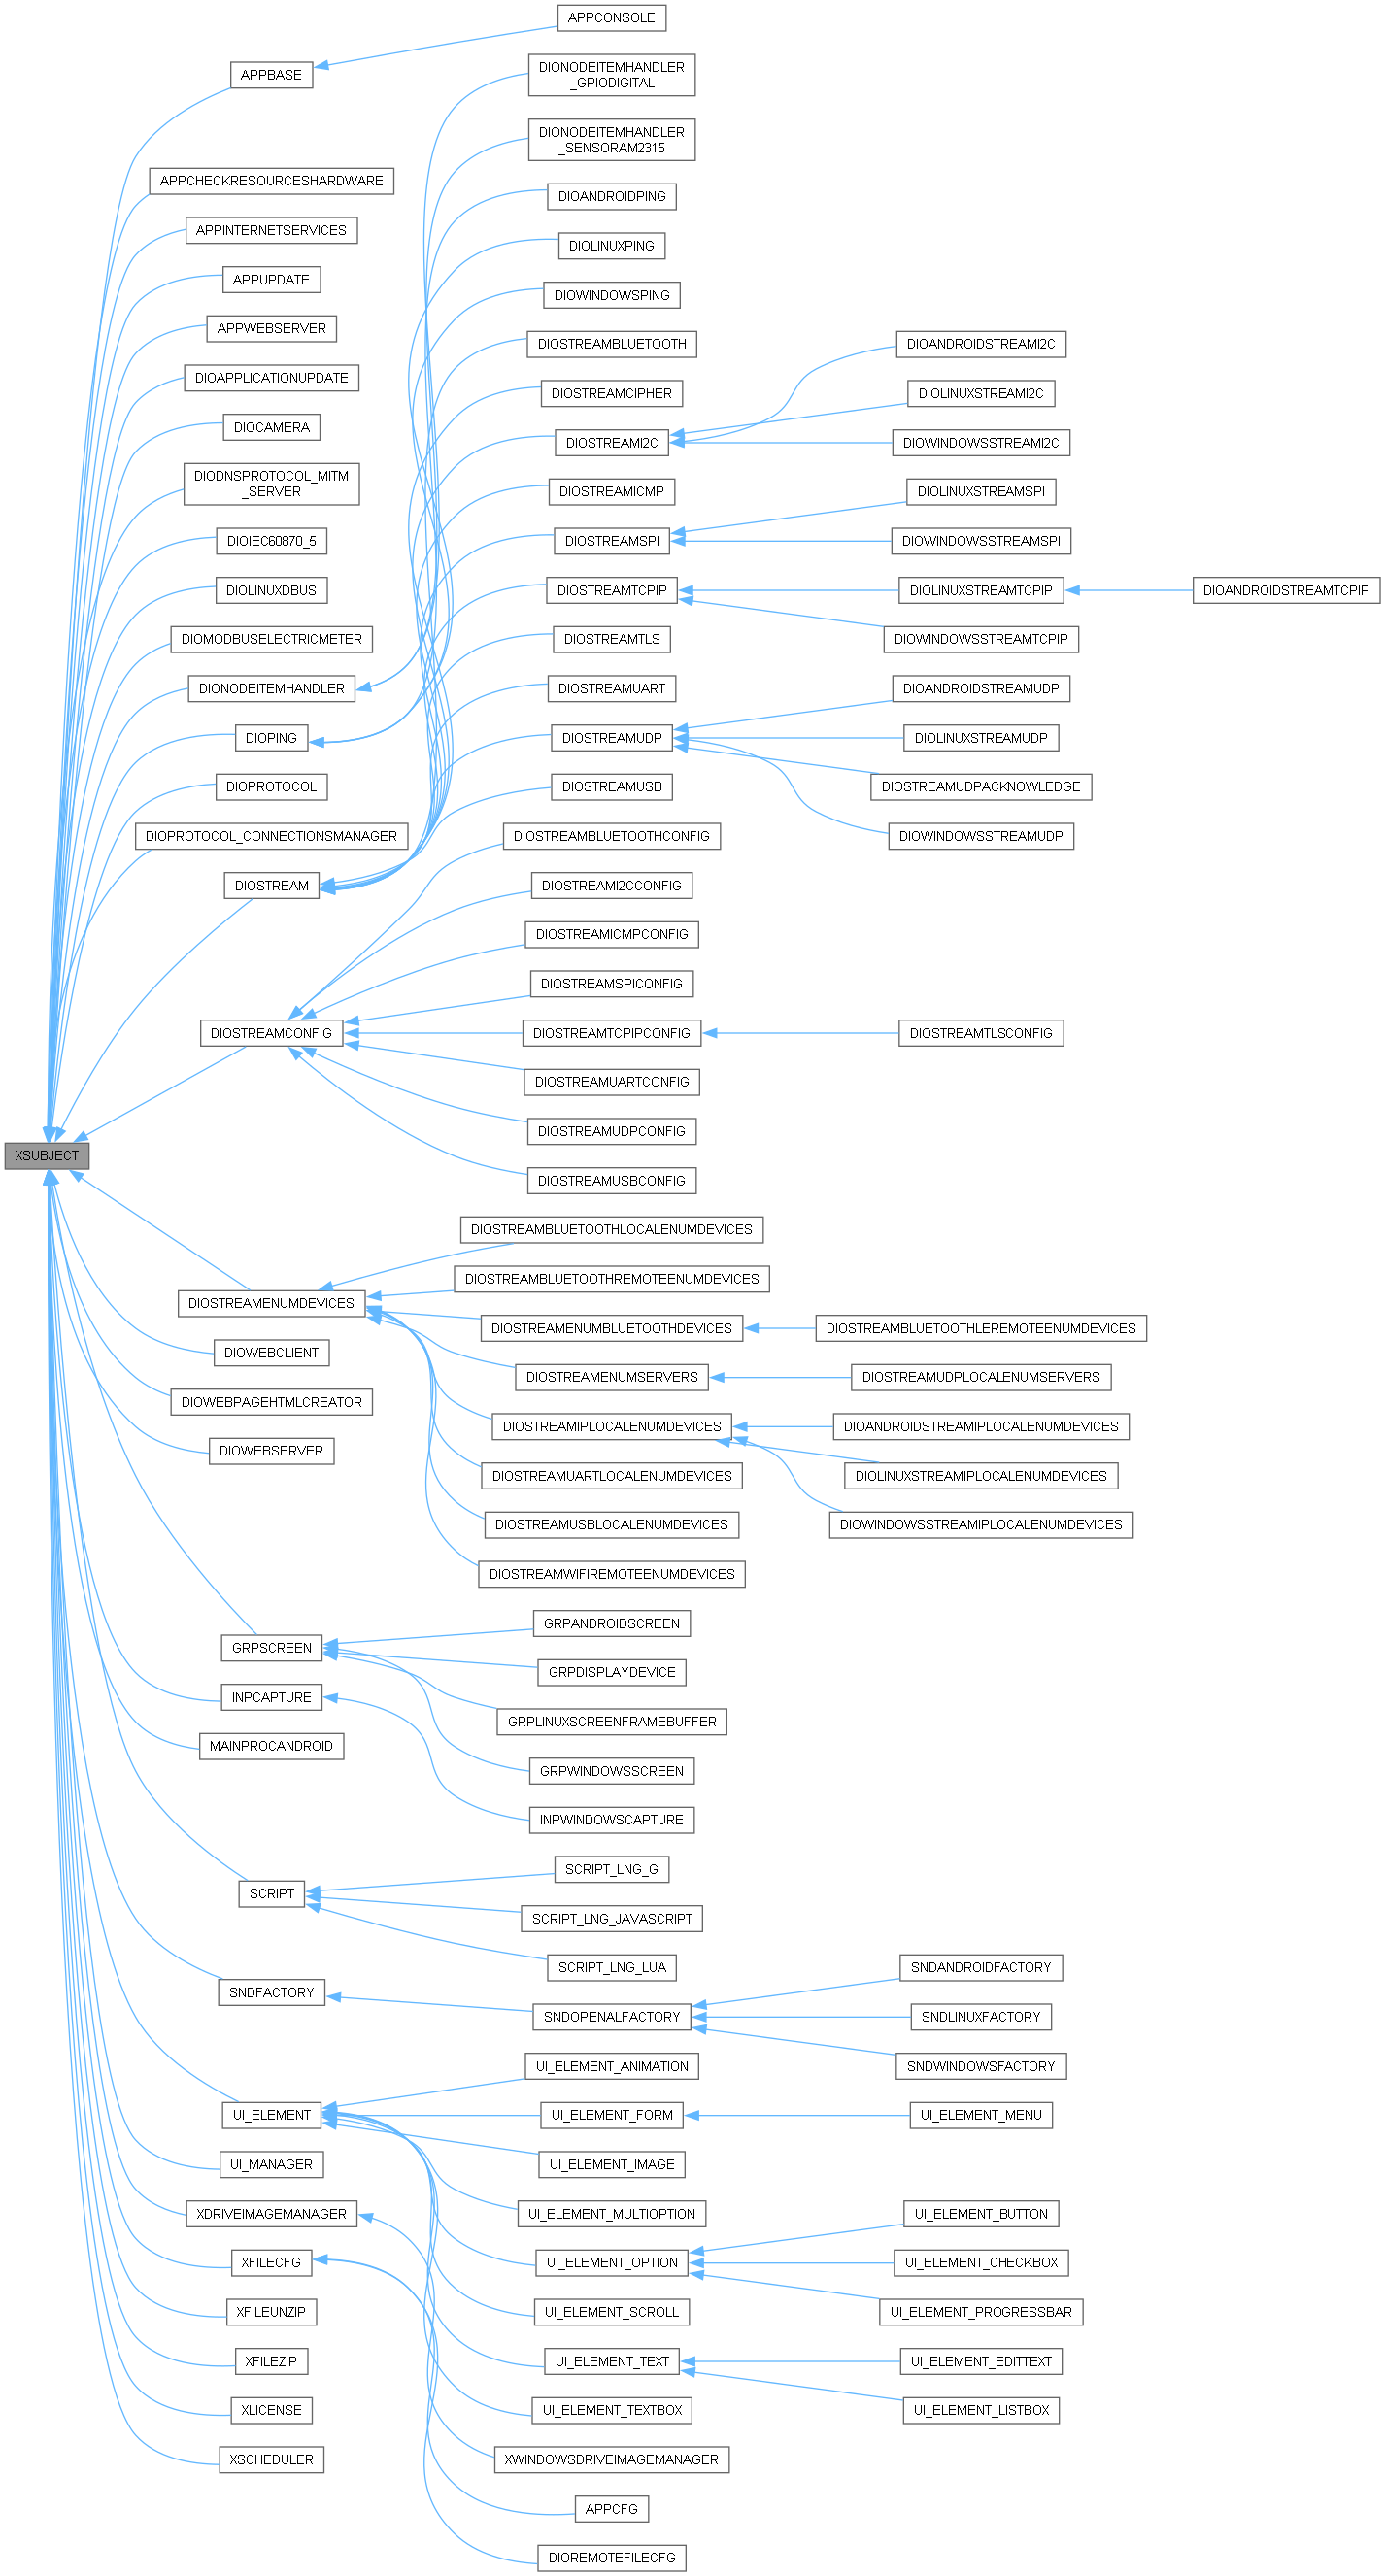 APPCONSOLE
APPBASE
DIONODEITEMHANDLER
_GPIODIGITAL
DIONODEITEMHANDLER
_SENSORAM2315
APPCHECKRESOURCESHARDWARE
DIOANDROIDPING
APPINTERNETSERVICES
DIOLINUXPING
APPUPDATE
DIOWINDOWSPING
APPWEBSERVER
DIOSTREAMBLUETOOTH
DIOANDROIDSTREAMI2C
DIOAPPLICATIONUPDATE
DIOSTREAMCIPHER
DIOLINUXSTREAMI2C
DIOCAMERA
DIOSTREAMI2C
DIOWINDOWSSTREAMI2C
DIODNSPROTOCOL_MITM
_SERVER
DIOSTREAMICMP
DIOLINUXSTREAMSPI
DIOIEC60870_5
DIOSTREAMSPI
DIOWINDOWSSTREAMSPI
DIOLINUXDBUS
DIOSTREAMTCPIP
DIOLINUXSTREAMTCPIP
DIOANDROIDSTREAMTCPIP
DIOMODBUSELECTRICMETER
DIOSTREAMTLS
DIOWINDOWSSTREAMTCPIP
DIONODEITEMHANDLER
DIOSTREAMUART
DIOANDROIDSTREAMUDP
DIOPING
DIOSTREAMUDP
DIOLINUXSTREAMUDP
DIOPROTOCOL
DIOSTREAMUSB
DIOSTREAMUDPACKNOWLEDGE
DIOPROTOCOL_CONNECTIONSMANAGER
DIOSTREAMBLUETOOTHCONFIG
DIOWINDOWSSTREAMUDP
DIOSTREAM
DIOSTREAMI2CCONFIG
DIOSTREAMICMPCONFIG
DIOSTREAMSPICONFIG
DIOSTREAMCONFIG
DIOSTREAMTCPIPCONFIG
DIOSTREAMTLSCONFIG
DIOSTREAMUARTCONFIG
DIOSTREAMUDPCONFIG
XSUBJECT
DIOSTREAMUSBCONFIG
DIOSTREAMBLUETOOTHLOCALENUMDEVICES
DIOSTREAMBLUETOOTHREMOTEENUMDEVICES
DIOSTREAMENUMDEVICES
DIOSTREAMENUMBLUETOOTHDEVICES
DIOSTREAMBLUETOOTHLEREMOTEENUMDEVICES
DIOWEBCLIENT
DIOSTREAMENUMSERVERS
DIOSTREAMUDPLOCALENUMSERVERS
DIOWEBPAGEHTMLCREATOR
DIOSTREAMIPLOCALENUMDEVICES
DIOANDROIDSTREAMIPLOCALENUMDEVICES
DIOWEBSERVER
DIOSTREAMUARTLOCALENUMDEVICES
DIOLINUXSTREAMIPLOCALENUMDEVICES
DIOSTREAMUSBLOCALENUMDEVICES
DIOWINDOWSSTREAMIPLOCALENUMDEVICES
DIOSTREAMWIFIREMOTEENUMDEVICES
GRPANDROIDSCREEN
GRPSCREEN
GRPDISPLAYDEVICE
INPCAPTURE
GRPLINUXSCREENFRAMEBUFFER
MAINPROCANDROID
GRPWINDOWSSCREEN
INPWINDOWSCAPTURE
SCRIPT_LNG_G
SCRIPT
SCRIPT_LNG_JAVASCRIPT
SCRIPT_LNG_LUA
SNDANDROIDFACTORY
SNDFACTORY
SNDOPENALFACTORY
SNDLINUXFACTORY
UI_ELEMENT_ANIMATION
SNDWINDOWSFACTORY
UI_ELEMENT
UI_ELEMENT_FORM
UI_ELEMENT_MENU
UI_MANAGER
UI_ELEMENT_IMAGE
XDRIVEIMAGEMANAGER
UI_ELEMENT_MULTIOPTION
UI_ELEMENT_BUTTON
XFILECFG
UI_ELEMENT_OPTION
UI_ELEMENT_CHECKBOX
XFILEUNZIP
UI_ELEMENT_SCROLL
UI_ELEMENT_PROGRESSBAR
XFILEZIP
UI_ELEMENT_TEXT
UI_ELEMENT_EDITTEXT
XLICENSE
UI_ELEMENT_TEXTBOX
UI_ELEMENT_LISTBOX
XSCHEDULER
XWINDOWSDRIVEIMAGEMANAGER
APPCFG
DIOREMOTEFILECFG